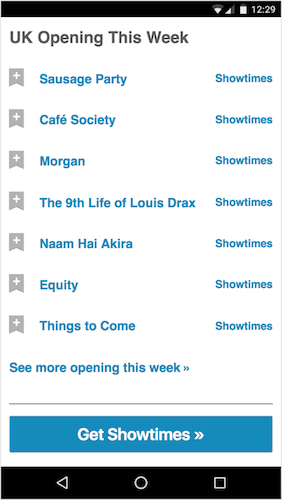 12:29
UK Opening This Week
Sausage Party Showtimes
Café Society Showtimes
Morgan Showtimes
The 9th Life of Louis Drax Showtimes
Naam Hai Akira Showtimes
Equity Showtimes
Things to Come Showtimes
See more opening this week »
Get Showtimes »